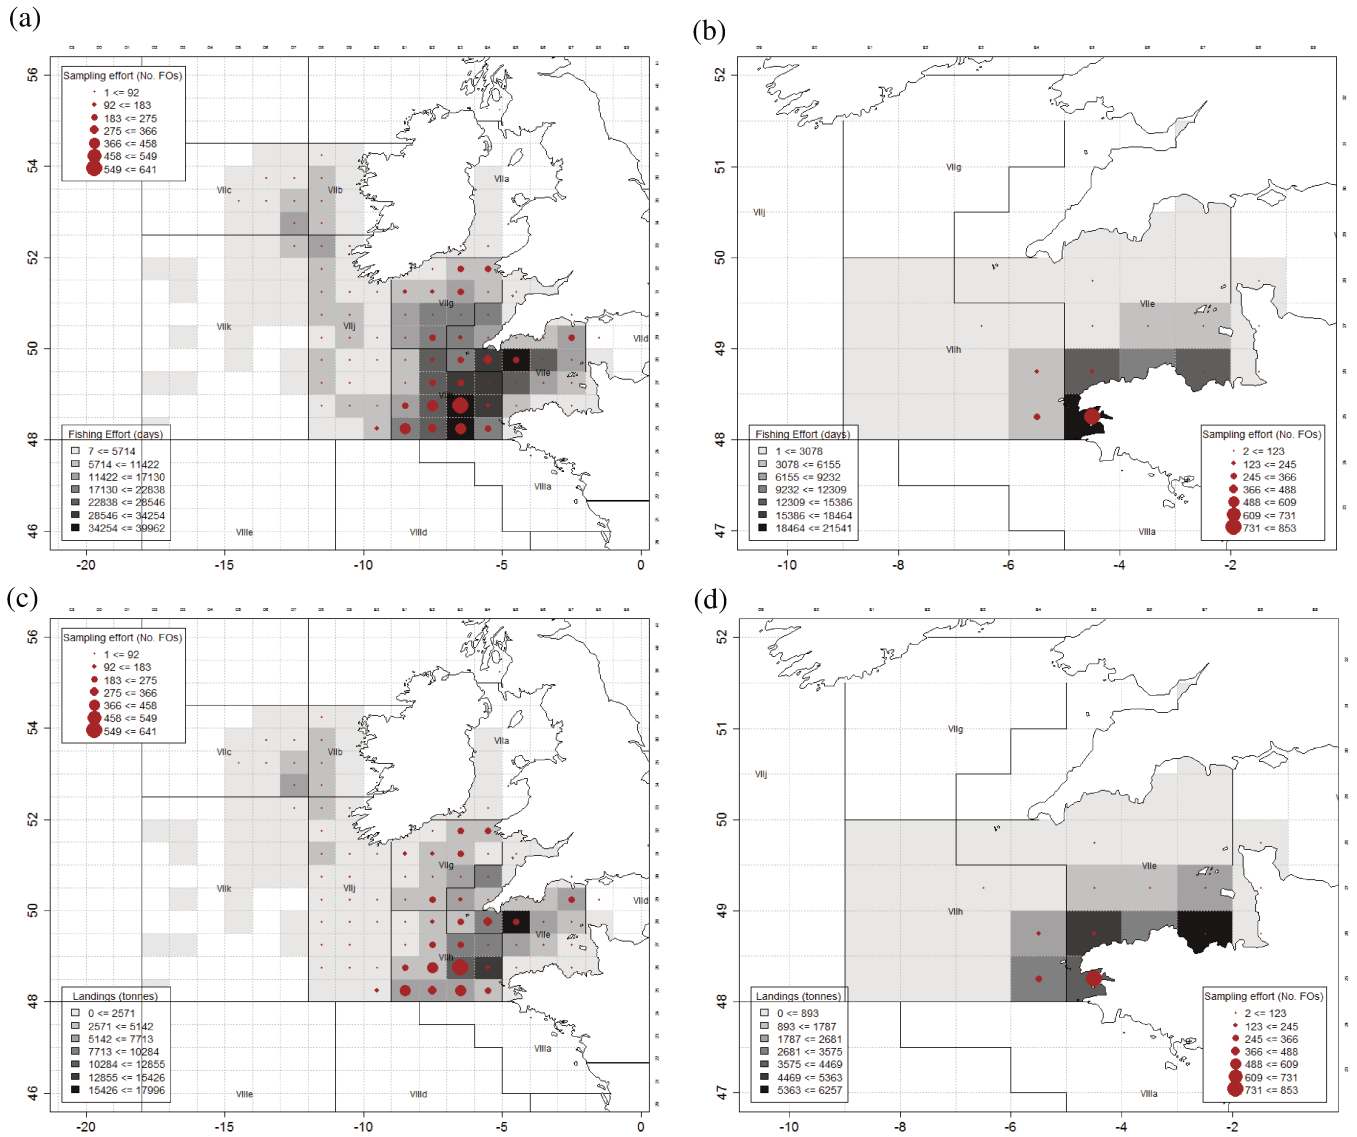 (a)
Sampling effort (No. FOs)
1 <= 92
92 <= 183
183 <= 275
275 <= 366
366 <= 458
458 <= 549
549 <= 641
VIIc
VIIb
VIIa
VIIg
VIIk
VIIj
VIId
VIIe
Fishing Effort (days)
7 <= 5714
5714 <= 11422
11422 <= 17130
17130 <= 22838
22838 <= 28546
28546 <= 34254
34254 <= 39962
VIIIa
VIIIe
VIIId
56
54
52
50
48
46
-20
-15
-10
-5
0
(b)
VIIg
VIIj
VIIe
VIIh
Fishing Effort (days)
1 <= 3078
3078 <= 6155
6155 <= 9232
9232 <= 12309
12309 <= 15386
15386 <= 18464
18464 <= 21541
Sampling effort (No. FOs)
2 <= 123
123 <= 245
245 <= 366
366 <= 488
488 <= 609
609 <= 731
731 <= 853
VIIIa
52
51
50
49
48
47
-10
-8
-6
-4
-2
(c)
Sampling effort (No. FOs)
1 <= 92
92 <= 183
183 <= 275
275 <= 366
366 <= 458
458 <= 549
549 <= 641
VIIc
VIIb
VIIa
VIIg
VIIk
VIIj
VIId
VIIe
VIIh
Landings (tonnes)
0 <= 2571
2571 <= 5142
5142 <= 7713
7713 <= 10284
10284 <= 12855
12855 <= 15426
15426 <= 17996
VIIIa
VIIIe
VIIId
56
54
52
50
48
46
-20
-15
-10
-5
0
(d)
VIIg
VIIj
VIIe
VIIh
Landings (tonnes)
0 <= 893
893 <= 1787
1787 <= 2681
2681 <= 3575
3575 <= 4469
4469 <= 5363
5363 <= 6257
Sampling effort (No. FOs)
2 <= 123
123 <= 245
245 <= 366
366 <= 488
488 <= 609
609 <= 731
731 <= 853
VIIIa
52
51
50
49
48
47
-10
-8
-6
-4
-2